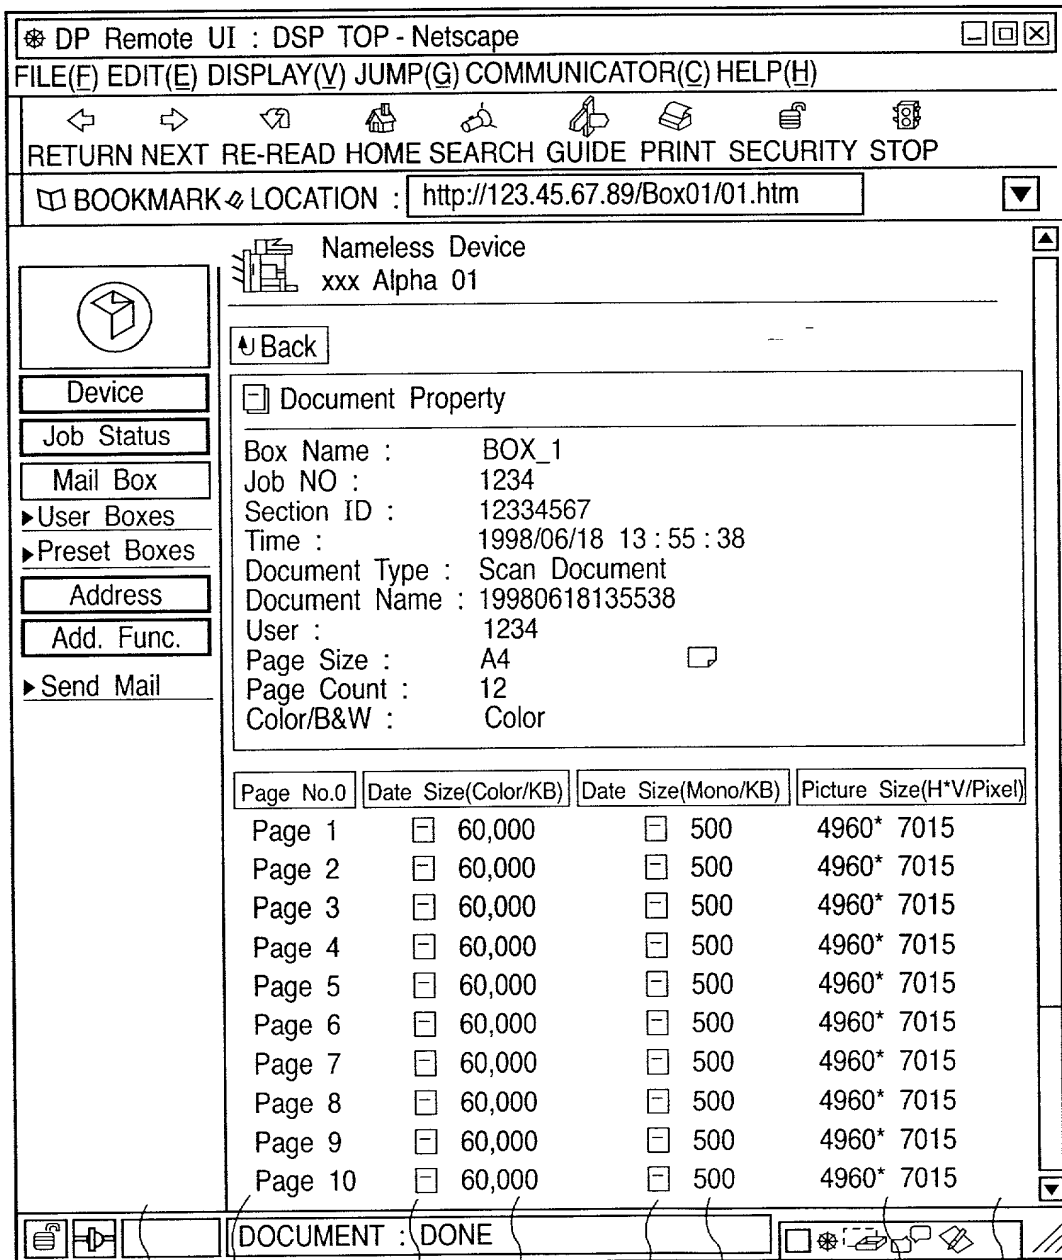 DP Remote UI : DSP TOP - Netscape
FILE(F) EDIT(E) DISPLAY(V) JUMP(G) COMMUNICATOR(C) HELP(H)
RETURN NEXT RE-READ HOME SEARCH GUIDE PRINT SECURITY STOP
BOOKMARK LOCATION : http://123.45.67.89/Box01/01.htm
Nameless Device
xxx Alpha 01
Back
Device
Job Status
Mail Box
User Boxes
Preset Boxes
Address
Add. Func.
Send Mail
Document Property
Box Name : BOX_1
Job NO : 1234
Section ID : 12334567
Time : 1998/06/18 13 : 55 : 38
Document Type : Scan Document
Document Name : 19980618135538
User : 1234
Page Size : A4
Page Count : 12
Color/B&W : Color
Page No.0 Date Size(Color/KB) Date Size(Mono/KB) Picture Size(H*V/Pixel)
Page 1 60,000 500 4960* 7015
Page 2 60,000 500 4960* 7015
Page 3 60,000 500 4960* 7015
Page 4 60,000 500 4960* 7015
Page 5 60,000 500 4960* 7015
Page 6 60,000 500 4960* 7015
Page 7 60,000 500 4960* 7015
Page 8 60,000 500 4960* 7015
Page 9 60,000 500 4960* 7015
Page 10 60,000 500 4960* 7015
DOCUMENT : DONE